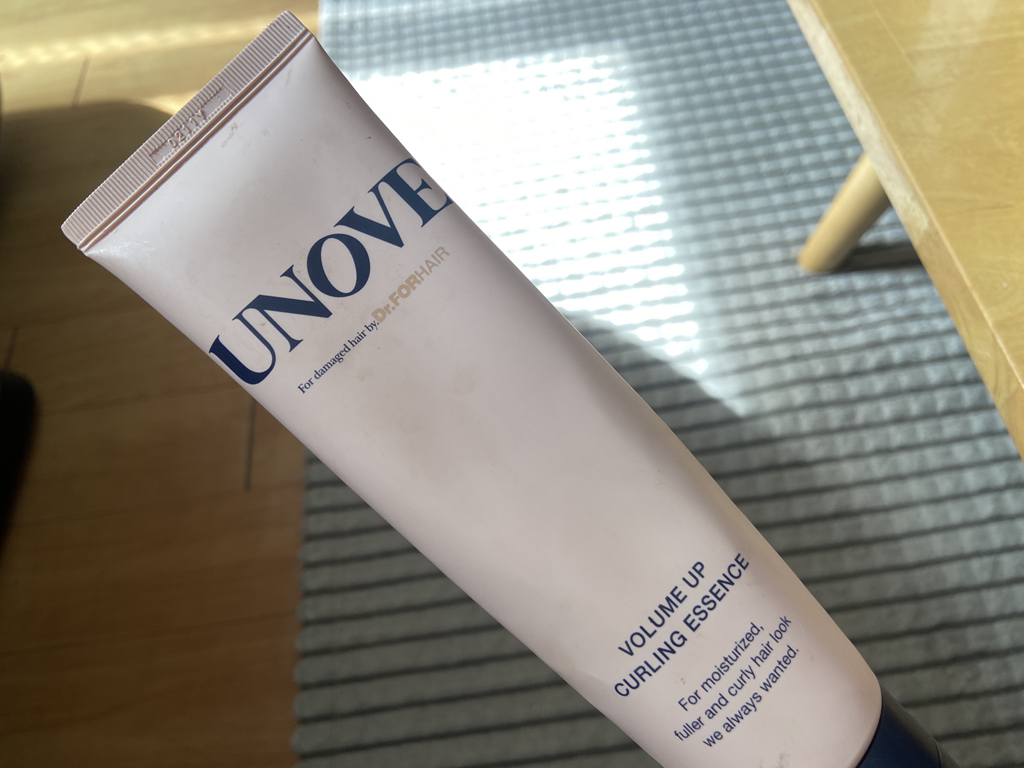 UNOVE
For damaged hair by. Dr.FORHAIR
VOLUME UP
CURLING ESSENCE
For moisturized,
fuller and curly hair look
we always wanted.